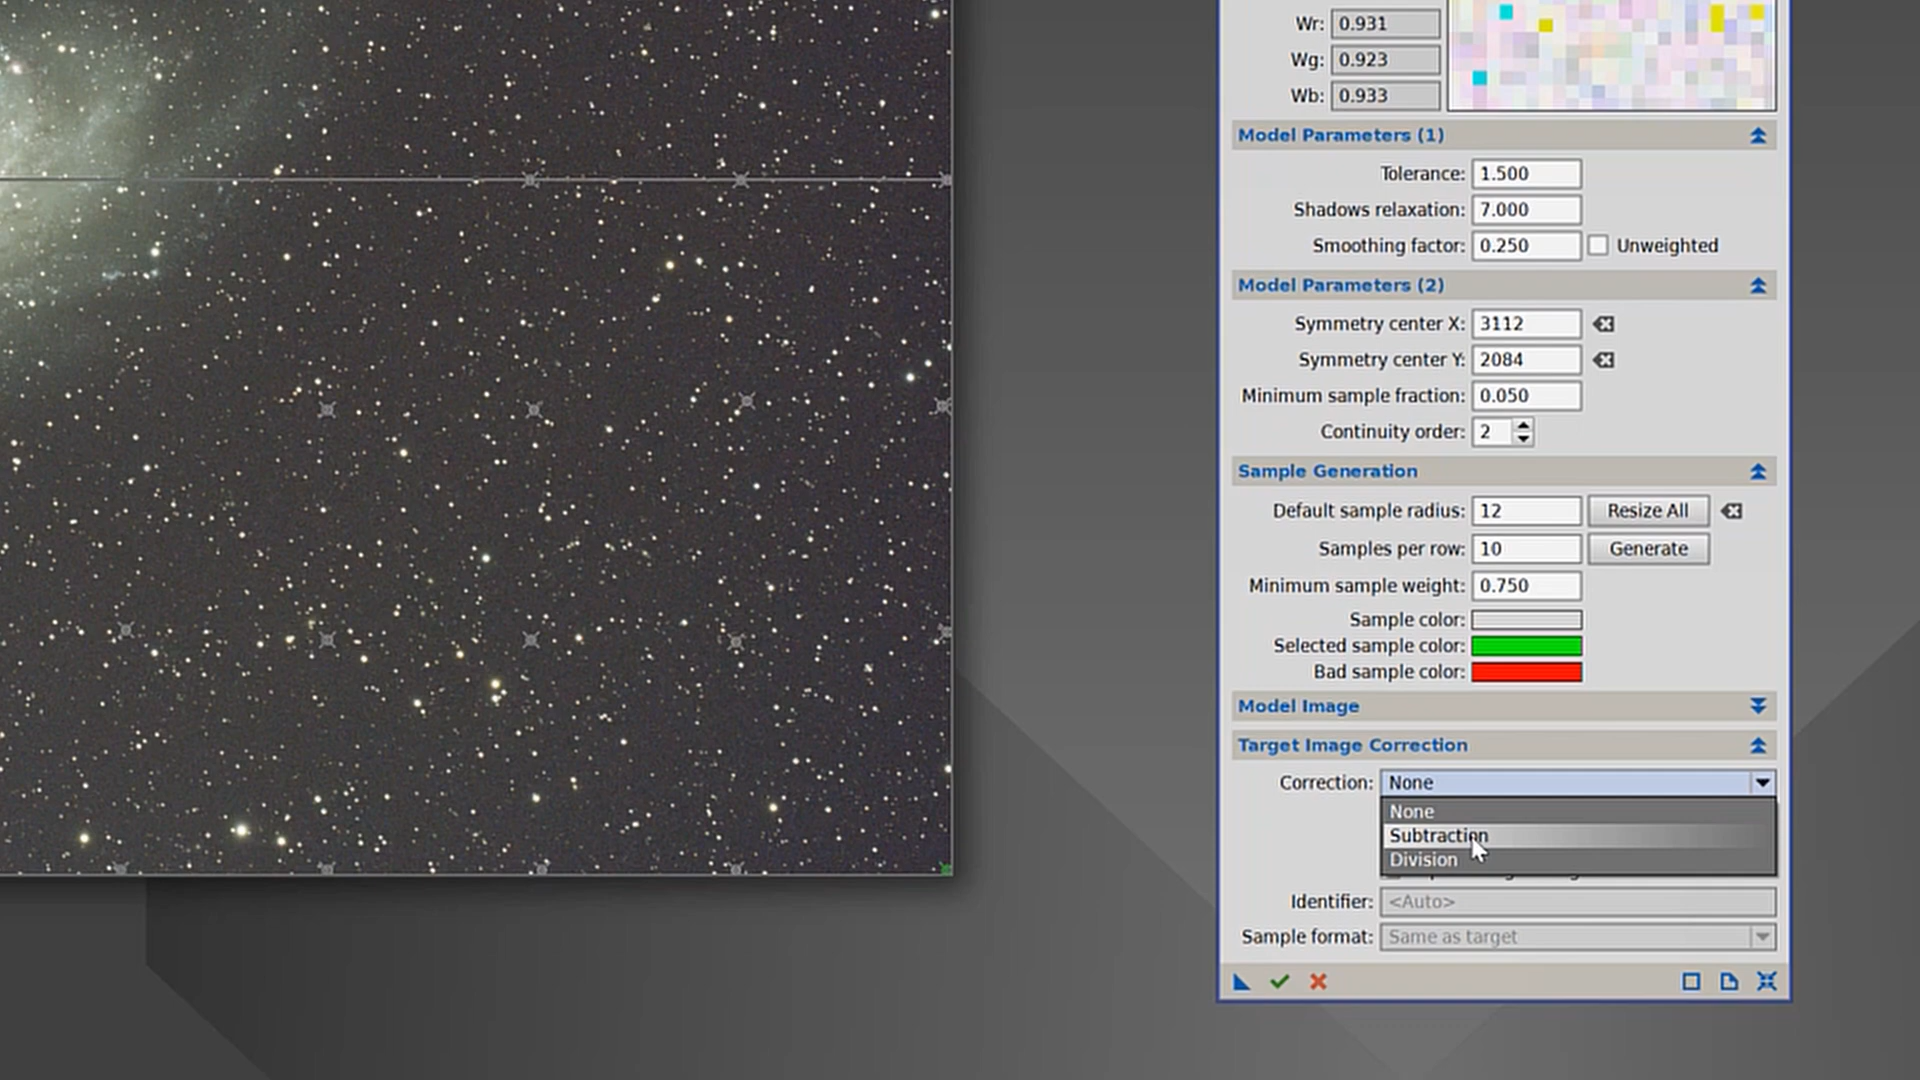 Wr: 0.931
Wg: 0.923
Wb: 0.933
Model Parameters (1)
Tolerance: 1.500
Shadows relaxation: 7.000
Smoothing factor: 0.250 Unweighted
Model Parameters (2)
Symmetry center X: 3112
Symmetry center Y: 2084
Minimum sample fraction: 0.050
Continuity order: 2
Sample Generation
Default sample radius: 12 Resize All
Samples per row: 10 Generate
Minimum sample weight: 0.750
Sample color:
Selected sample color:
Bad sample color:
Model Image
Target Image Correction
Correction: None
None
Subtraction
Division
Identifier: <Auto>
Sample format: Same as target